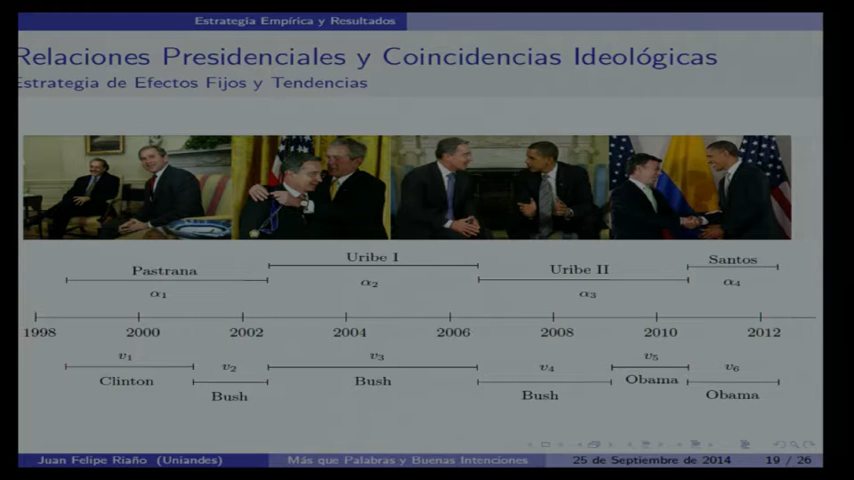 Estrategia Empírica y Resultados
Relaciones Presidenciales y Coincidencias Ideológicas
Estrategia de Efectos Fijos y Tendencias
Uribe I
Santos
Pastrana
Uribe II
α1
α2
α3
α4
1998 2000 2002 2004 2006 2008 2010 2012
v1
v2
v3
v4
v5
v6
Clinton
Bush
Bush
Bush
Obama
Obama
Juan Felipe Riaño (Uniandes) Más que Palabras y Buenas Intenciones 25 de Septiembre de 2014 19 / 26